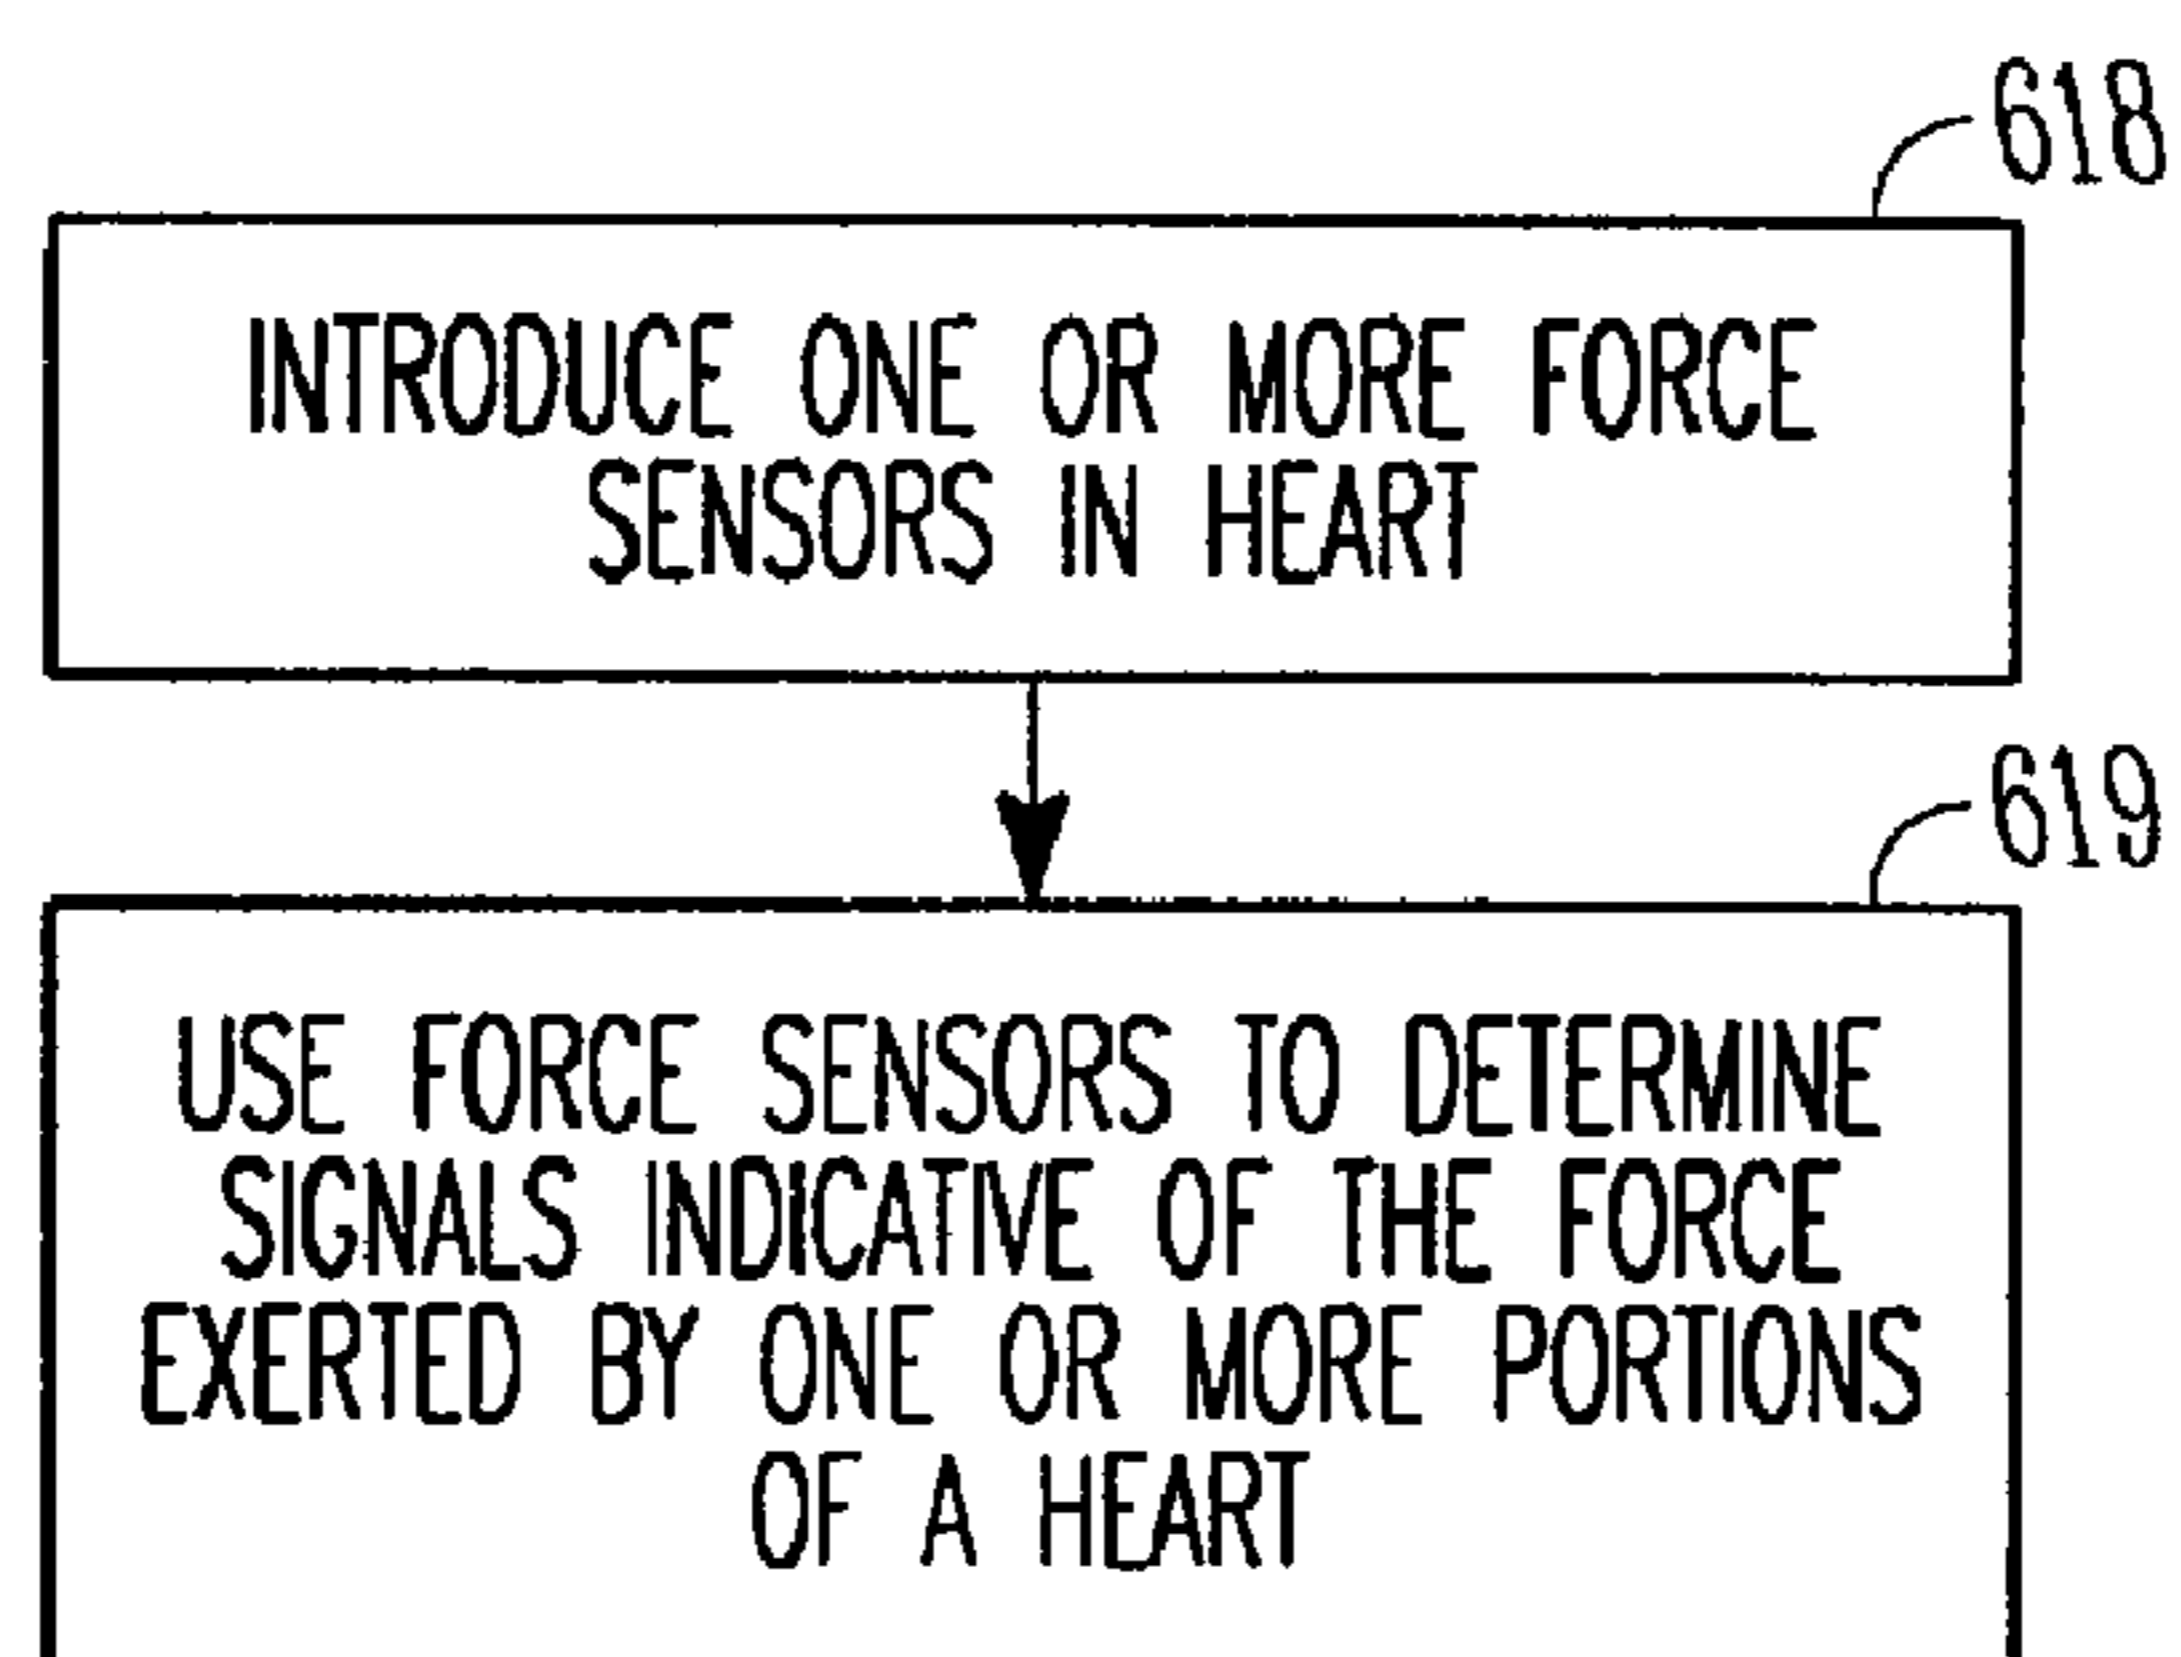 618
INTRODUCE ONE OR MORE FORCE
SENSORS IN HEART
619
USE FORCE SENSORS TO DETERMINE
SIGNALS INDICATIVE OF THE FORCE
EXERTED BY ONE OR MORE PORTIONS
OF A HEART